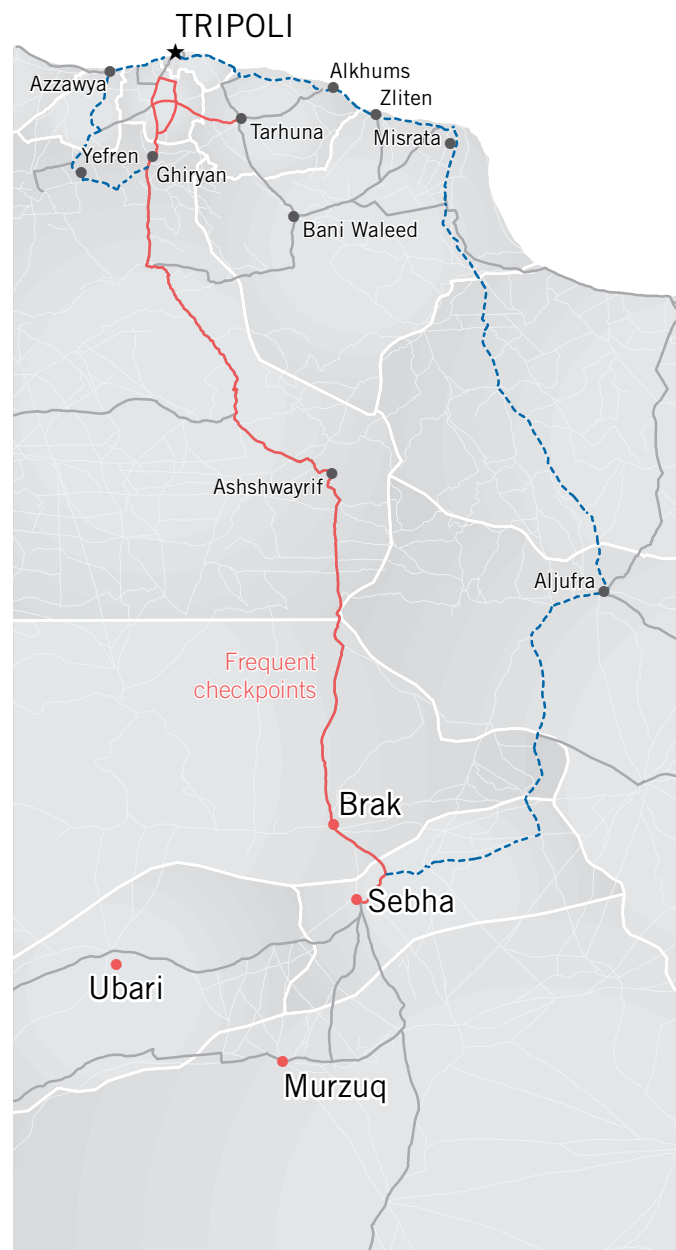 TRIPOLI
Azzawya
Alkhums
Zliten
Tarhuna
Misrata
Yefren
Ghiryan
Bani Waleed
Ashshwayrif
Aljufra
Frequent
checkpoints
Brak
Sebha
Ubari
Murzuq